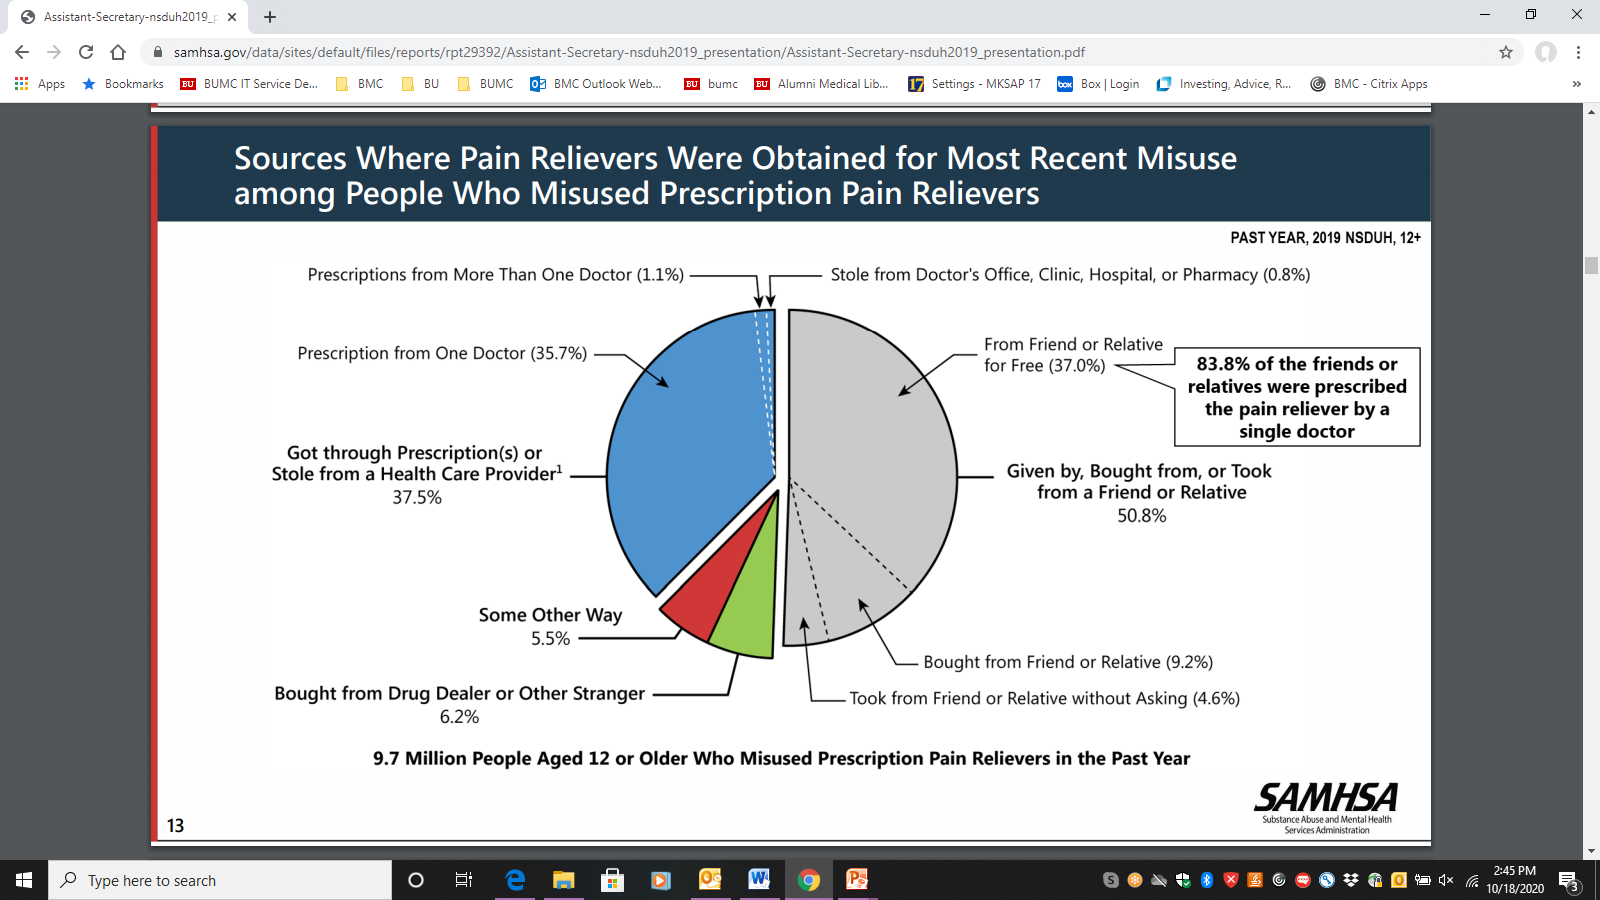 Assistant-Secretary-nsduh2019_p
samhsa.gov/data/sites/default/files/reports/rpt29392/Assistant-Secretary-nsduh2019_presentation/Assistant-Secretary-nsduh2019_presentation.pdf
Apps Bookmarks BU BUMC IT Service De... BMC BU BUMC BMC Outlook Web... BU bumc BU Alumni Medical Lib... 17 Settings - MKSAP 17 box Box | Login Investing, Advice, R... BMC - Citrix Apps »
Sources Where Pain Relievers Were Obtained for Most Recent Misuse
among People Who Misused Prescription Pain Relievers
PAST YEAR, 2019 NSDUH, 12+
Prescriptions from More Than One Doctor (1.1%)
Stole from Doctor's Office, Clinic, Hospital, or Pharmacy (0.8%)
Prescription from One Doctor (35.7%)
From Friend or Relative
for Free (37.0%)
83.8% of the friends or
relatives were prescribed
the pain reliever by a
single doctor
Got through Prescription(s) or
Stole from a Health Care Provider¹
37.5%
Given by, Bought from, or Took
from a Friend or Relative
50.8%
Some Other Way
5.5%
Bought from Friend or Relative (9.2%)
Bought from Drug Dealer or Other Stranger
6.2%
Took from Friend or Relative without Asking (4.6%)
9.7 Million People Aged 12 or Older Who Misused Prescription Pain Relievers in the Past Year
SAMHSA
Substance Abuse and Mental Health
Services Administration
13
Type here to search
2:45 PM
10/18/2020
3